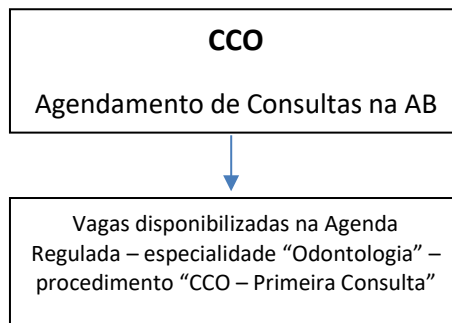 CCO
Agendamento de Consultas na AB
Vagas disponibilizadas na Agenda
Regulada – especialidade “Odontologia” –
procedimento “CCO – Primeira Consulta”